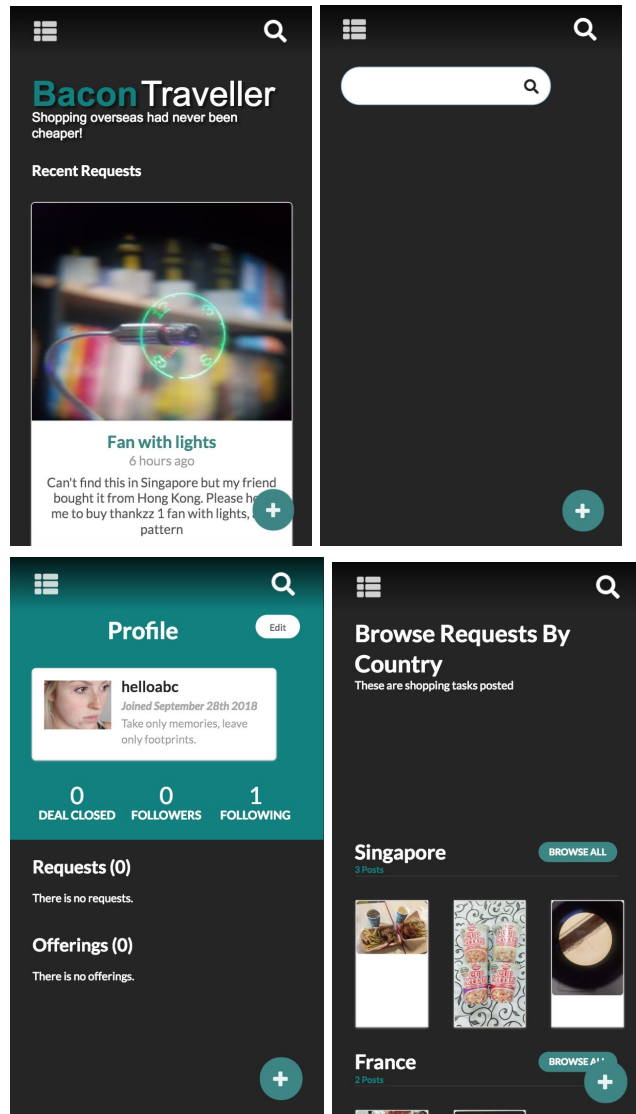 Bacon Traveller
Shopping overseas had never been
cheaper!
Recent Requests
Fan with lights
6 hours ago
Can't find this in Singapore but my friend
bought it from Hong Kong. Please
me to buy thankzz 1 fan with lights,
pattern
Profile
Edit
helloabc
Joined September 28th 2018
Take only memories, leave
only footprints.
0
0
1
DEAL CLOSED
FOLLOWERS
FOLLOWING
Requests (0)
There is no requests.
Offerings (0)
There is no offerings.
Browse Requests By
Country
These are shopping tasks posted
Singapore
BROWSE ALL
3 Posts
France
BROWSE
2 Posts